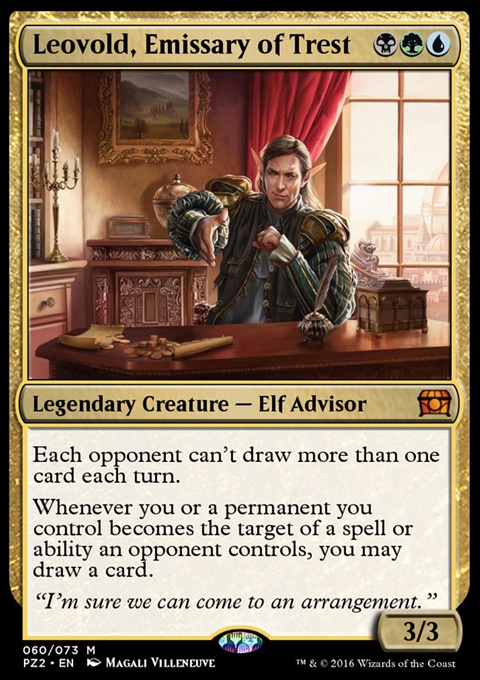 Leovold, Emissary of Trest
Legendary Creature — Elf Advisor
Each opponent can't draw more than one
card each turn.
Whenever you or a permanent you
control becomes the target of a spell or
ability an opponent controls, you may
draw a card.
"I'm sure we can come to an arrangement."
3/3
060/073 M
PZ2 • EN Magali Villeneuve
™ & © 2016 Wizards of the Coast